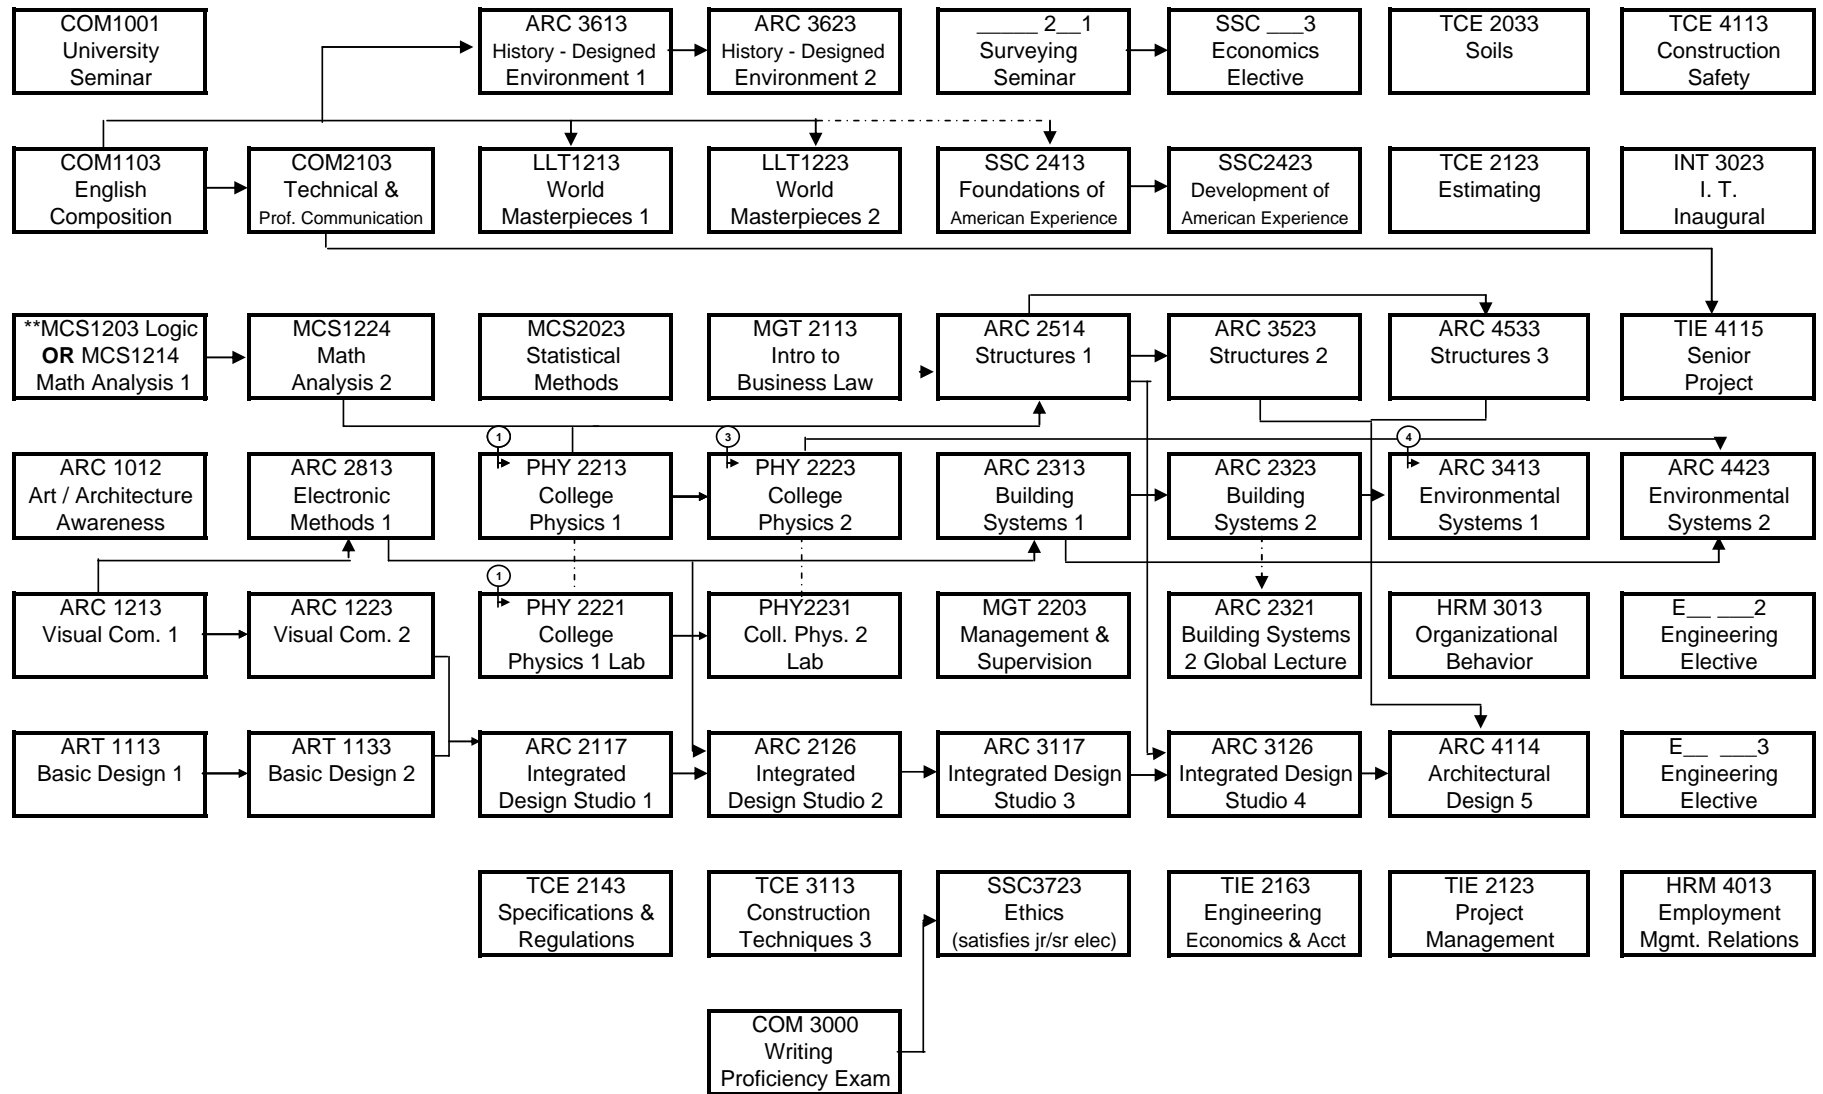 COM1001
University
Seminar
ARC 3613
History - Designed
Environment 1
ARC 3623
History - Designed
Environment 2
_____ 2__1
Surveying
Seminar
SSC ___3
Economics
Elective
TCE 2033
Soils
TCE 4113
Construction
Safety
COM1103
English
Composition
COM2103
Technical &
Prof. Communication
LLT1213
World
Masterpieces 1
LLT1223
World
Masterpieces 2
SSC 2413
Foundations of
American Experience
SSC2423
Development of
American Experience
TCE 2123
Estimating
INT 3023
I. T.
Inaugural
**MCS1203 Logic
OR MCS1214
Math Analysis 1
MCS1224
Math
Analysis 2
MCS2023
Statistical
Methods
MGT 2113
Intro to
Business Law
ARC 2514
Structures 1
ARC 3523
Structures 2
ARC 4533
Structures 3
TIE 4115
Senior
Project
ARC 1012
Art / Architecture
Awareness
ARC 2813
Electronic
Methods 1
1
PHY 2213
College
Physics 1
3
PHY 2223
College
Physics 2
ARC 2313
Building
Systems 1
ARC 2323
Building
Systems 2
4
ARC 3413
Environmental
Systems 1
ARC 4423
Environmental
Systems 2
ARC 1213
Visual Com. 1
ARC 1223
Visual Com. 2
1
PHY 2221
College
Physics 1 Lab
PHY2231
Coll. Phys. 2
Lab
MGT 2203
Management &
Supervision
ARC 2321
Building Systems
2 Global Lecture
HRM 3013
Organizational
Behavior
E__ ___2
Engineering
Elective
ART 1113
Basic Design 1
ART 1133
Basic Design 2
ARC 2117
Integrated
Design Studio 1
ARC 2126
Integrated
Design Studio 2
ARC 3117
Integrated Design
Studio 3
ARC 3126
Integrated Design
Studio 4
ARC 4114
Architectural
Design 5
E__ ___3
Engineering
Elective
TCE 2143
Specifications &
Regulations
TCE 3113
Construction
Techniques 3
SSC3723
Ethics
(satisfies jr/sr elec)
TIE 2163
Engineering
Economics & Acct
TIE 2123
Project
Management
HRM 4013
Employment
Mgmt. Relations
COM 3000
Writing
Proficiency Exam